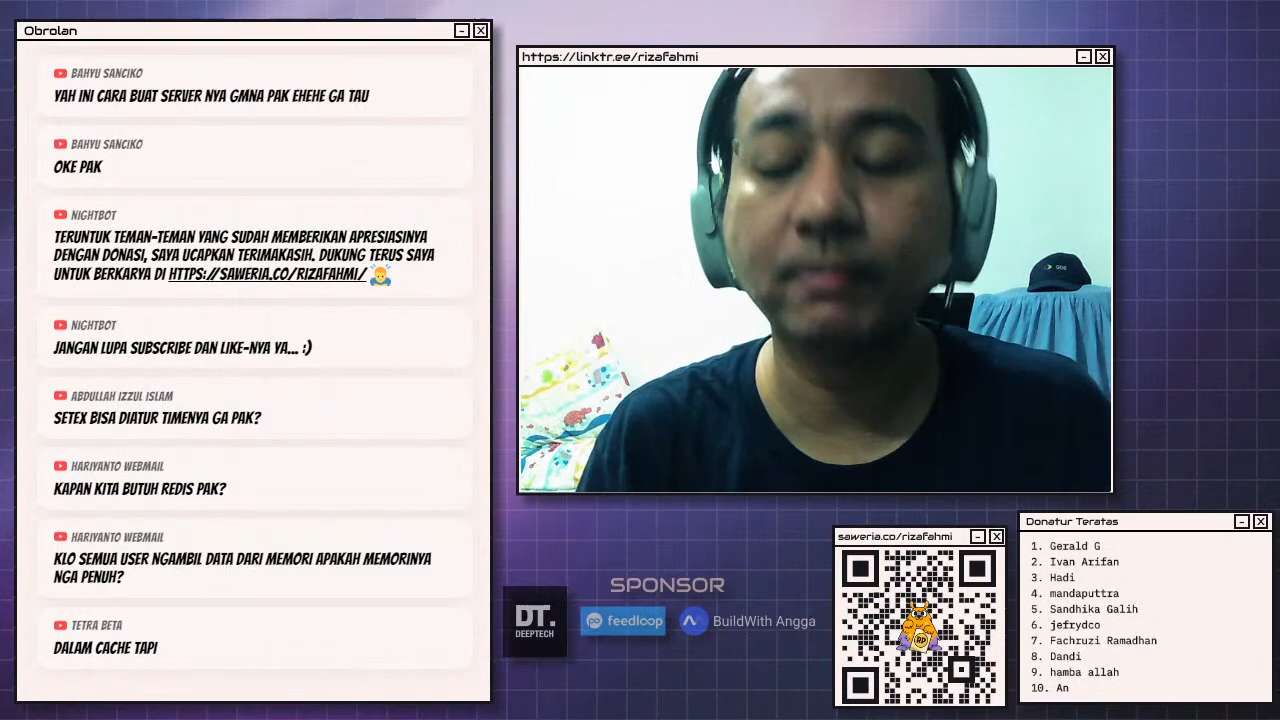 Obrolan
BAHYU SANCIKO
YAH INI CARA BUAT SERVER NYA GMNA PAK EHEHE GA TAU
BAHYU SANCIKO
OKE PAK
NIGHTBOT
TERUNTUK TEMAN-TEMAN YANG SUDAH MEMBERIKAN APRESIASINYA
DENGAN DONASI, SAYA UCAPKAN TERIMAKASIH. DUKUNG TERUS SAYA
UNTUK BERKARYA DI HTTPS://SAWERIA.CO/RIZAFAHMI/
NIGHTBOT
JANGAN LUPA SUBSCRIBE DAN LIKE-NYA YA... :)
ABDULLAH IZZUL ISLAM
SETEX BISA DIATUR TIMENYA GA PAK?
HARIYANTO WEBMAIL
KAPAN KITA BUTUH REDIS PAK?
HARIYANTO WEBMAIL
KLO SEMUA USER NGAMBIL DATA DARI MEMORI APAKAH MEMORINYA
NGA PENUH?
TETRA BETA
DALAM CACHE TAPI
https://linktr.ee/rizafahmi
SPONSOR
DT.
DEEPTECH
feedloop
BuildWith Angga
saweria.co/rizafahmi
RP
Donatur Teratas
1. Gerald G
2. Ivan Arifan
3. Hadi
4. mandaputtra
5. Sandhika Galih
6. jefrydco
7. Fachruzi Ramadhan
8. Dandi
9. hamba allah
10. An